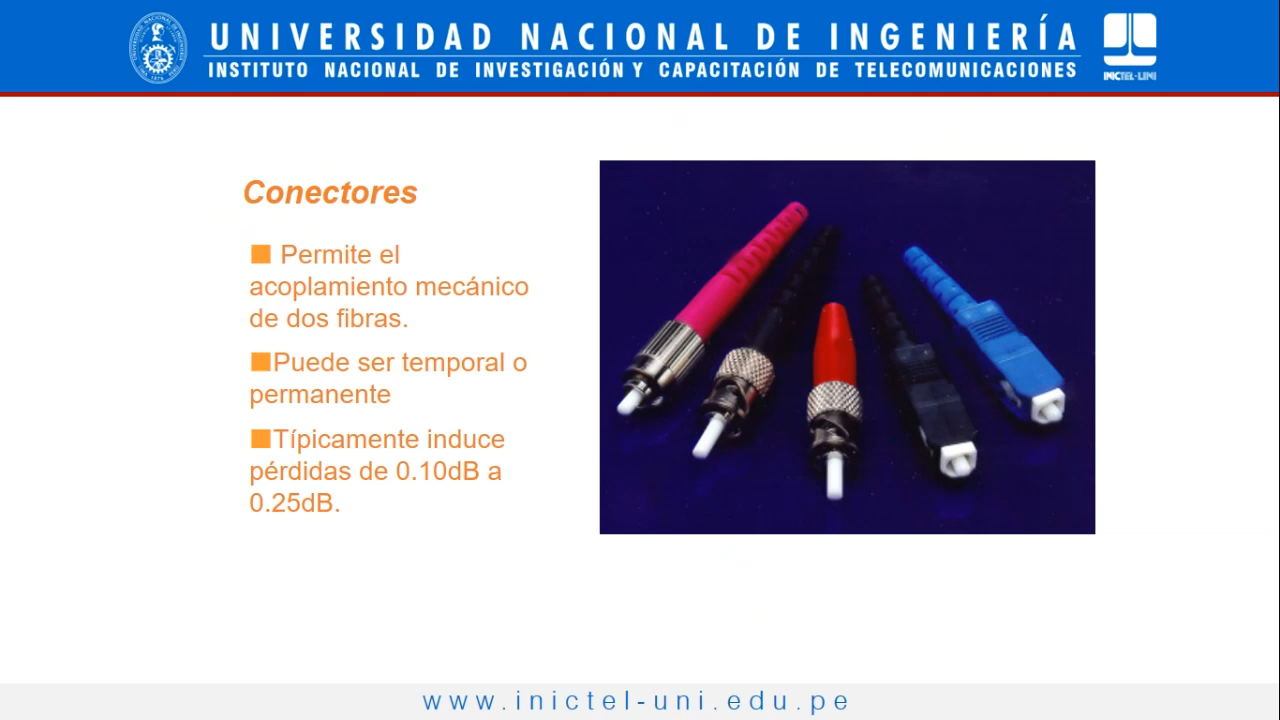 UNIVERSIDAD NACIONAL DE INGENIERÍA
INSTITUTO NACIONAL DE INVESTIGACIÓN Y CAPACITACIÓN DE TELECOMUNICACIONES
INICTEL-UNI
Conectores
■ Permite el
acoplamiento mecánico
de dos fibras.
■Puede ser temporal o
permanente
■Típicamente induce
pérdidas de 0.10dB a
0.25dB.
www.inictel-uni.edu.pe